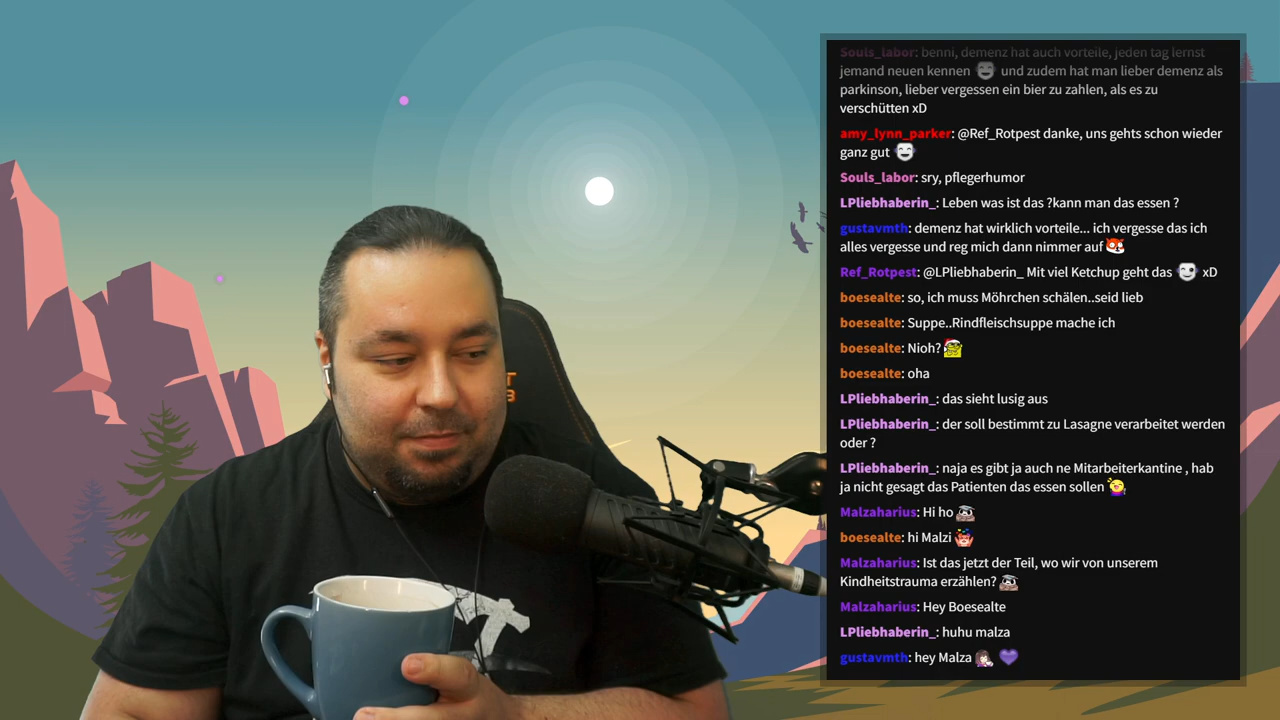 Souls_labor: benni, demenz hat auch vorteile, jeden tag lernst
jemand neuen kennen und zudem hat man lieber demenz als
parkinson, lieber vergessen ein bier zu zahlen, als es zu
verschütten xD
amy_lynn_parker: @Ref_Rotpest danke, uns gehts schon wieder
ganz gut
Souls_labor: sry, pflegerhumor
LPliebhaberin_: Leben was ist das ?kann man das essen ?
gustavmth: demenz hat wirklich vorteile... ich vergesse das ich
alles vergesse und reg mich dann nimmer auf
Ref_Rotpest: @LPliebhaberin_ Mit viel Ketchup geht das xD
boesealte: so, ich muss Möhrchen schälen..seid lieb
boesealte: Suppe..Rindfleischsuppe mache ich
boesealte: Nioh?
boesealte: oha
LPliebhaberin_: das sieht lusig aus
LPliebhaberin_: der soll bestimmt zu Lasagne verarbeitet werden
oder ?
LPliebhaberin_: naja es gibt ja auch ne Mitarbeiterkantine , hab
ja nicht gesagt das Patienten das essen sollen
Malzaharius: Hi ho
boesealte: hi Malzi
Malzaharius: Ist das jetzt der Teil, wo wir von unserem
Kindheitstrauma erzählen?
Malzaharius: Hey Boesealte
LPliebhaberin_: huhu malza
gustavmth: hey Malza